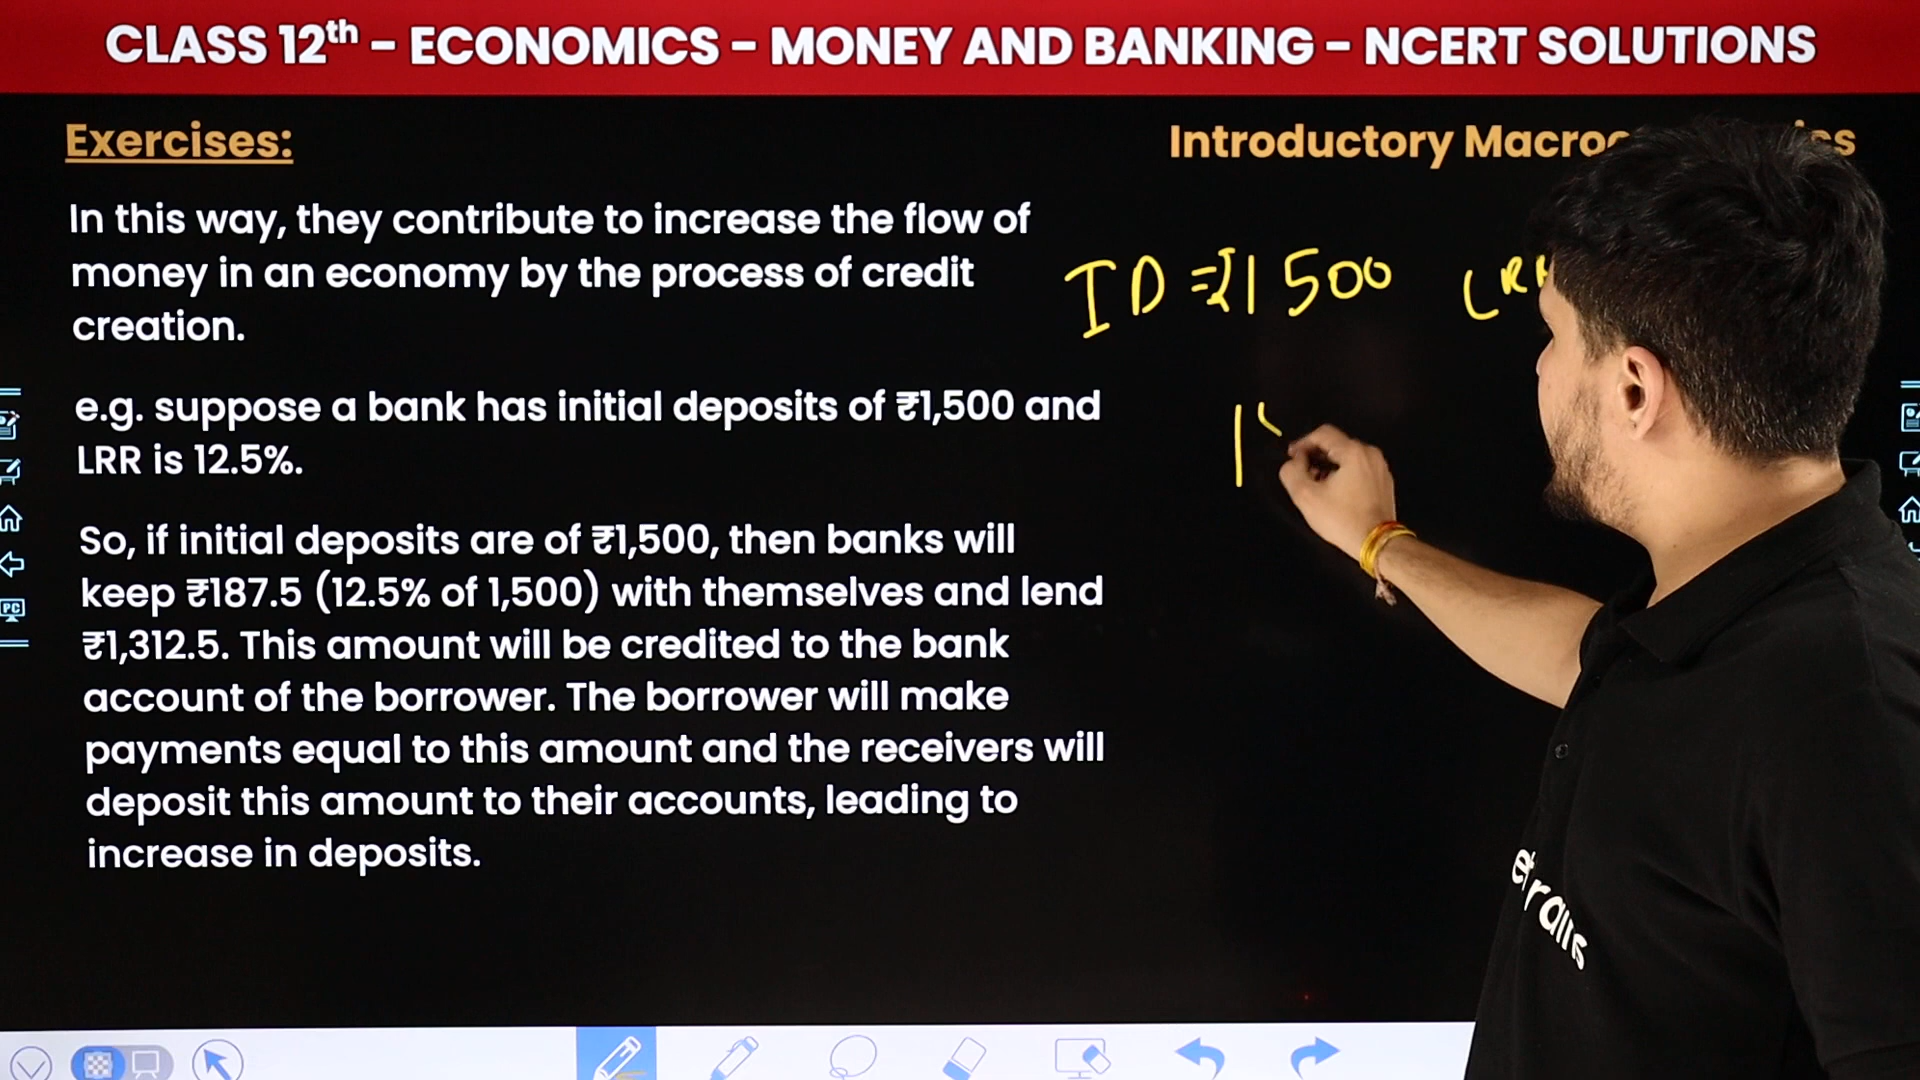 CLASS 12th - ECONOMICS - MONEY AND BANKING - NCERT SOLUTIONS
Exercises:
In this way, they contribute to increase the flow of
money in an economy by the process of credit
creation.
e.g. suppose a bank has initial deposits of ₹1,500 and
LRR is 12.5%.
So, if initial deposits are of ₹1,500, then banks will
keep ₹187.5 (12.5% of 1,500) with themselves and lend
₹1,312.5. This amount will be credited to the bank
account of the borrower. The borrower will make
payments equal to this amount and the receivers will
deposit this amount to their accounts, leading to
increase in deposits.
Introductory
ID = ₹1500
PC